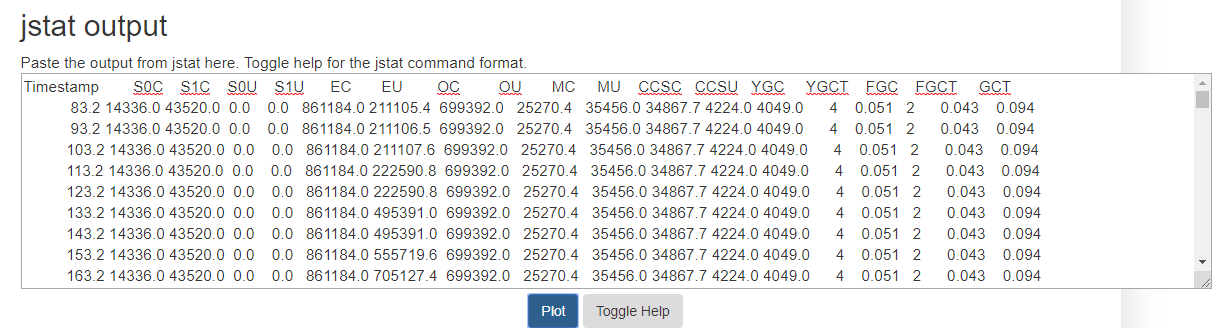 jstat output
Paste the output from jstat here. Toggle help for the jstat command format.
Timestamp S0C S1C S0U S1U EC EU OC OU MC MU CCSC CCSU YGC YGCT FGC FGCT GCT
83.2 14336.0 43520.0 0.0 0.0 861184.0 211105.4 699392.0 25270.4 35456.0 34867.7 4224.0 4049.0 4 0.051 2 0.043 0.094
93.2 14336.0 43520.0 0.0 0.0 861184.0 211106.5 699392.0 25270.4 35456.0 34867.7 4224.0 4049.0 4 0.051 2 0.043 0.094
103.2 14336.0 43520.0 0.0 0.0 861184.0 211107.6 699392.0 25270.4 35456.0 34867.7 4224.0 4049.0 4 0.051 2 0.043 0.094
113.2 14336.0 43520.0 0.0 0.0 861184.0 222590.8 699392.0 25270.4 35456.0 34867.7 4224.0 4049.0 4 0.051 2 0.043 0.094
123.2 14336.0 43520.0 0.0 0.0 861184.0 222590.8 699392.0 25270.4 35456.0 34867.7 4224.0 4049.0 4 0.051 2 0.043 0.094
133.2 14336.0 43520.0 0.0 0.0 861184.0 495391.0 699392.0 25270.4 35456.0 34867.7 4224.0 4049.0 4 0.051 2 0.043 0.094
143.2 14336.0 43520.0 0.0 0.0 861184.0 495391.0 699392.0 25270.4 35456.0 34867.7 4224.0 4049.0 4 0.051 2 0.043 0.094
153.2 14336.0 43520.0 0.0 0.0 861184.0 555719.6 699392.0 25270.4 35456.0 34867.7 4224.0 4049.0 4 0.051 2 0.043 0.094
163.2 14336.0 43520.0 0.0 0.0 861184.0 705127.4 699392.0 25270.4 35456.0 34867.7 4224.0 4049.0 4 0.051 2 0.043 0.094
Plot Toggle Help